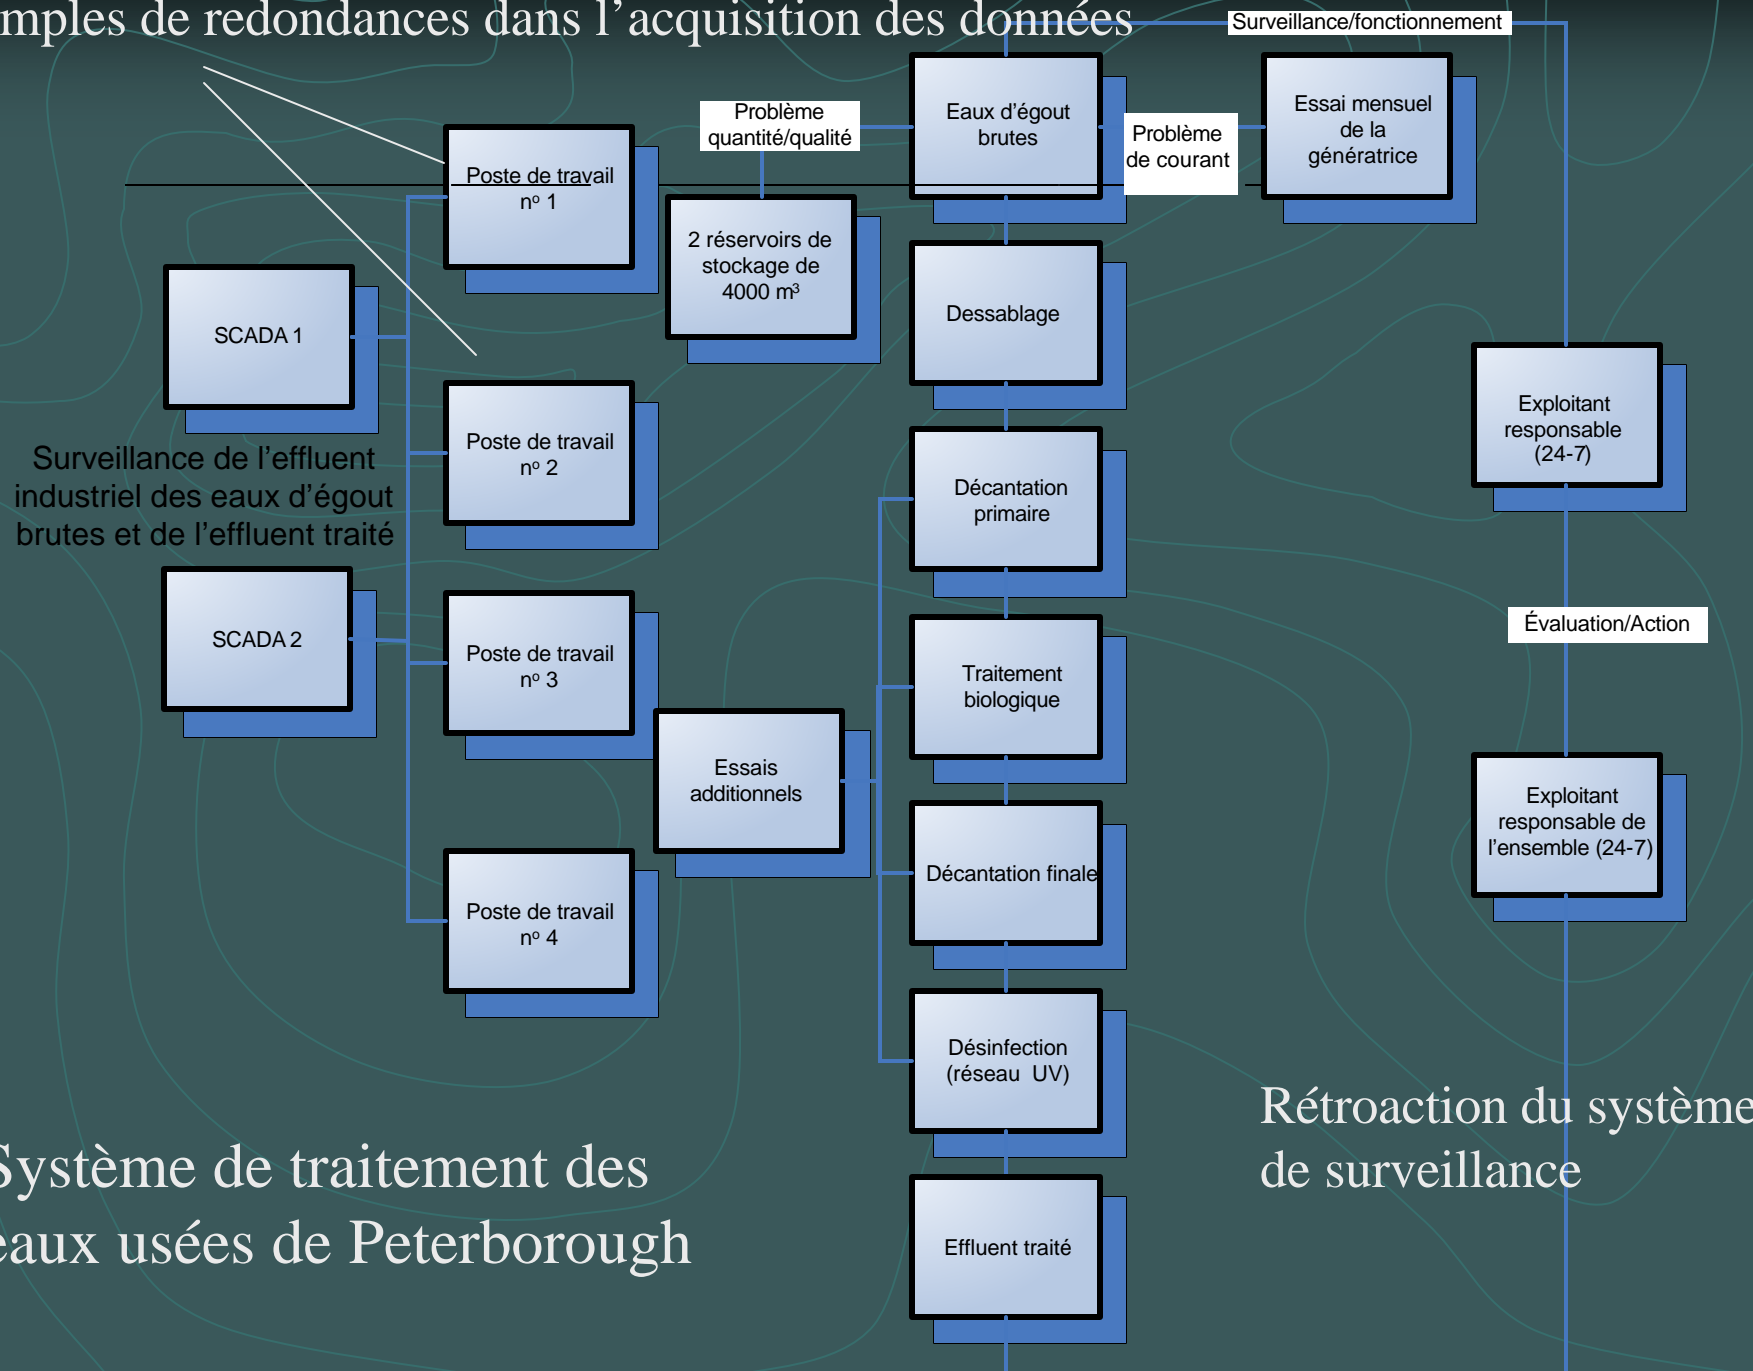 mples de redondances dans l’acquisition des données
Surveillance/fonctionnement
Problème
quantité/qualité
Eaux d’égout
brutes
Problème
de courant
Essai mensuel
de la
génératrice
Poste de travail
nº 1
2 réservoirs de
stockage de
4000 m³
SCADA 1
Dessablage
Surveillance de l’effluent
industriel des eaux d’égout
brutes et de l’effluent traité
Poste de travail
nº 2
Exploitant
responsable
(24-7)
Décantation
primaire
SCADA 2
Poste de travail
nº 3
Traitement
biologique
Évaluation/Action
Essais
additionnels
Exploitant
responsable de
l’ensemble (24-7)
Décantation finale
Poste de travail
nº 4
Désinfection
(réseau UV)
Rétroaction du système
de surveillance
Système de traitement des
eaux usées de Peterborough
Effluent traité